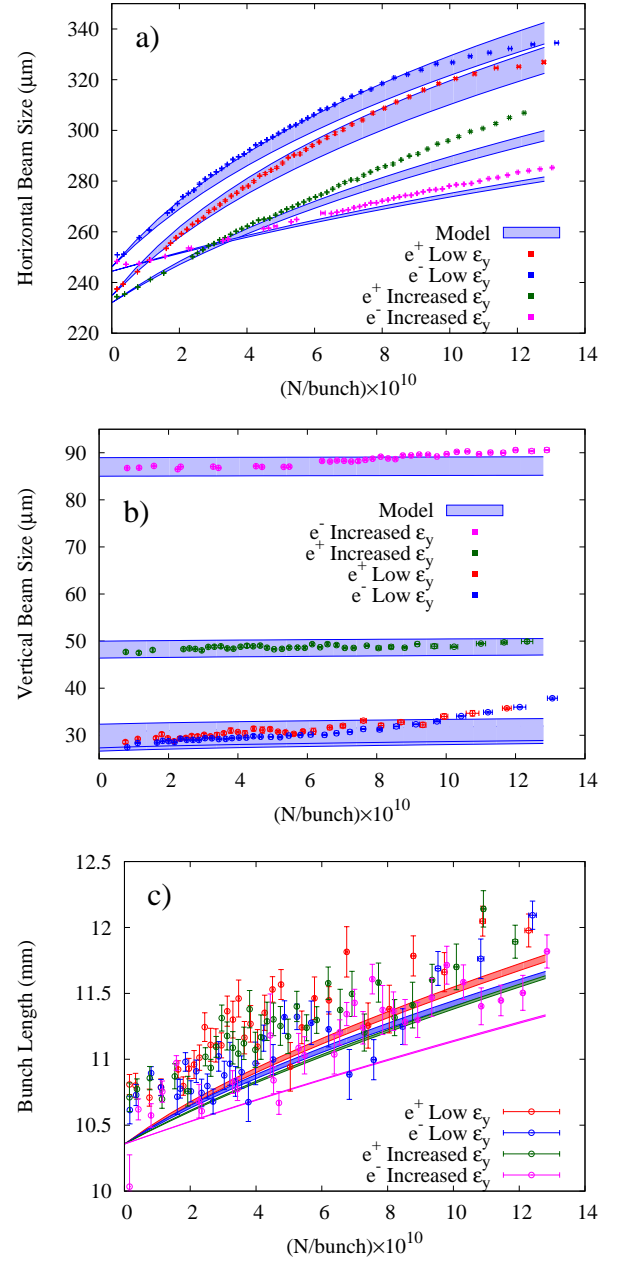 a)
340
320
300
280
260
240
220
Horizontal Beam Size (μm)
Model
e⁺ Low εy
e⁻ Low εy
e⁺ Increased εy
e⁻ Increased εy
0 2 4 6 8 10 12 14
(N/bunch)×10¹⁰
b)
90
80
70
60
50
40
30
Vertical Beam Size (μm)
Model
e⁻ Increased εy
e⁺ Increased εy
e⁺ Low εy
e⁻ Low εy
0 2 4 6 8 10 12 14
(N/bunch)×10¹⁰
c)
12.5
12
11.5
11
10.5
10
Bunch Length (mm)
e⁺ Low εy
e⁻ Low εy
e⁺ Increased εy
e⁻ Increased εy
0 2 4 6 8 10 12 14
(N/bunch)×10¹⁰